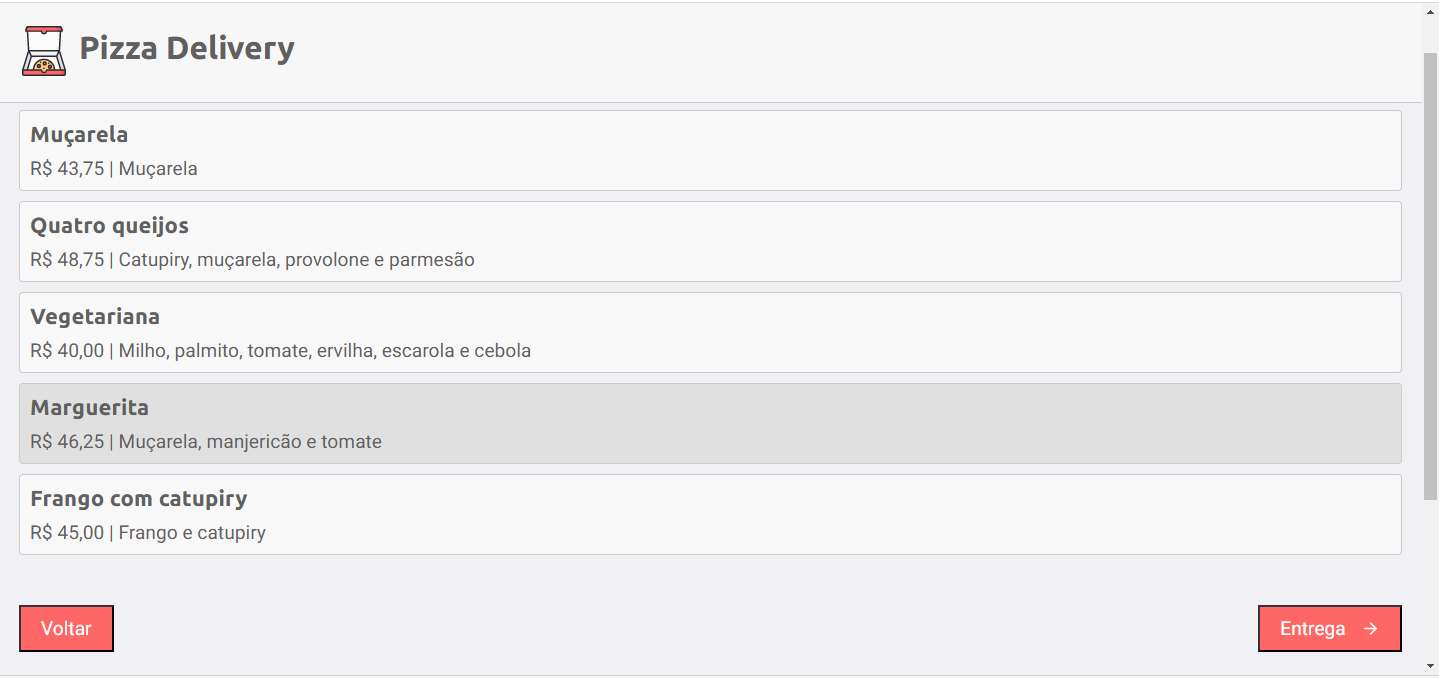 Pizza Delivery
Muçarela
R$ 43,75 | Muçarela
Quatro queijos
R$ 48,75 | Catupiry, muçarela, provolone e parmesão
Vegetariana
R$ 40,00 | Milho, palmito, tomate, ervilha, escarola e cebola
Marguerita
R$ 46,25 | Muçarela, manjericão e tomate
Frango com catupiry
R$ 45,00 | Frango e catupiry
Voltar
Entrega →